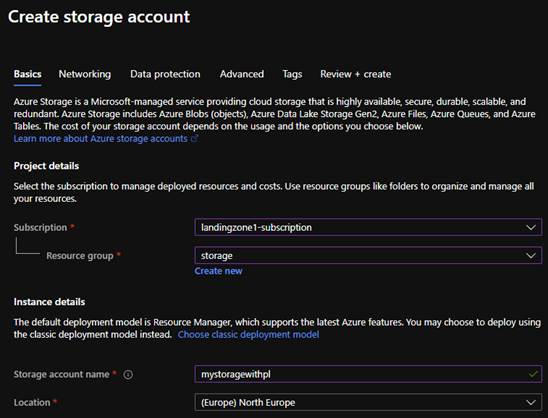 Create storage account
Basics Networking Data protection Advanced Tags Review + create
Azure Storage is a Microsoft-managed service providing cloud storage that is highly available, secure, durable, scalable, and
redundant. Azure Storage includes Azure Blobs (objects), Azure Data Lake Storage Gen2, Azure Files, Azure Queues, and Azure
Tables. The cost of your storage account depends on the usage and the options you choose below.
Learn more about Azure storage accounts
Project details
Select the subscription to manage deployed resources and costs. Use resource groups like folders to organize and manage all
your resources.
Subscription * landingzone1-subscription
Resource group * storage
Create new
Instance details
The default deployment model is Resource Manager, which supports the latest Azure features. You may choose to deploy using
the classic deployment model instead. Choose classic deployment model
Storage account name * mystoragewithpl
Location * (Europe) North Europe